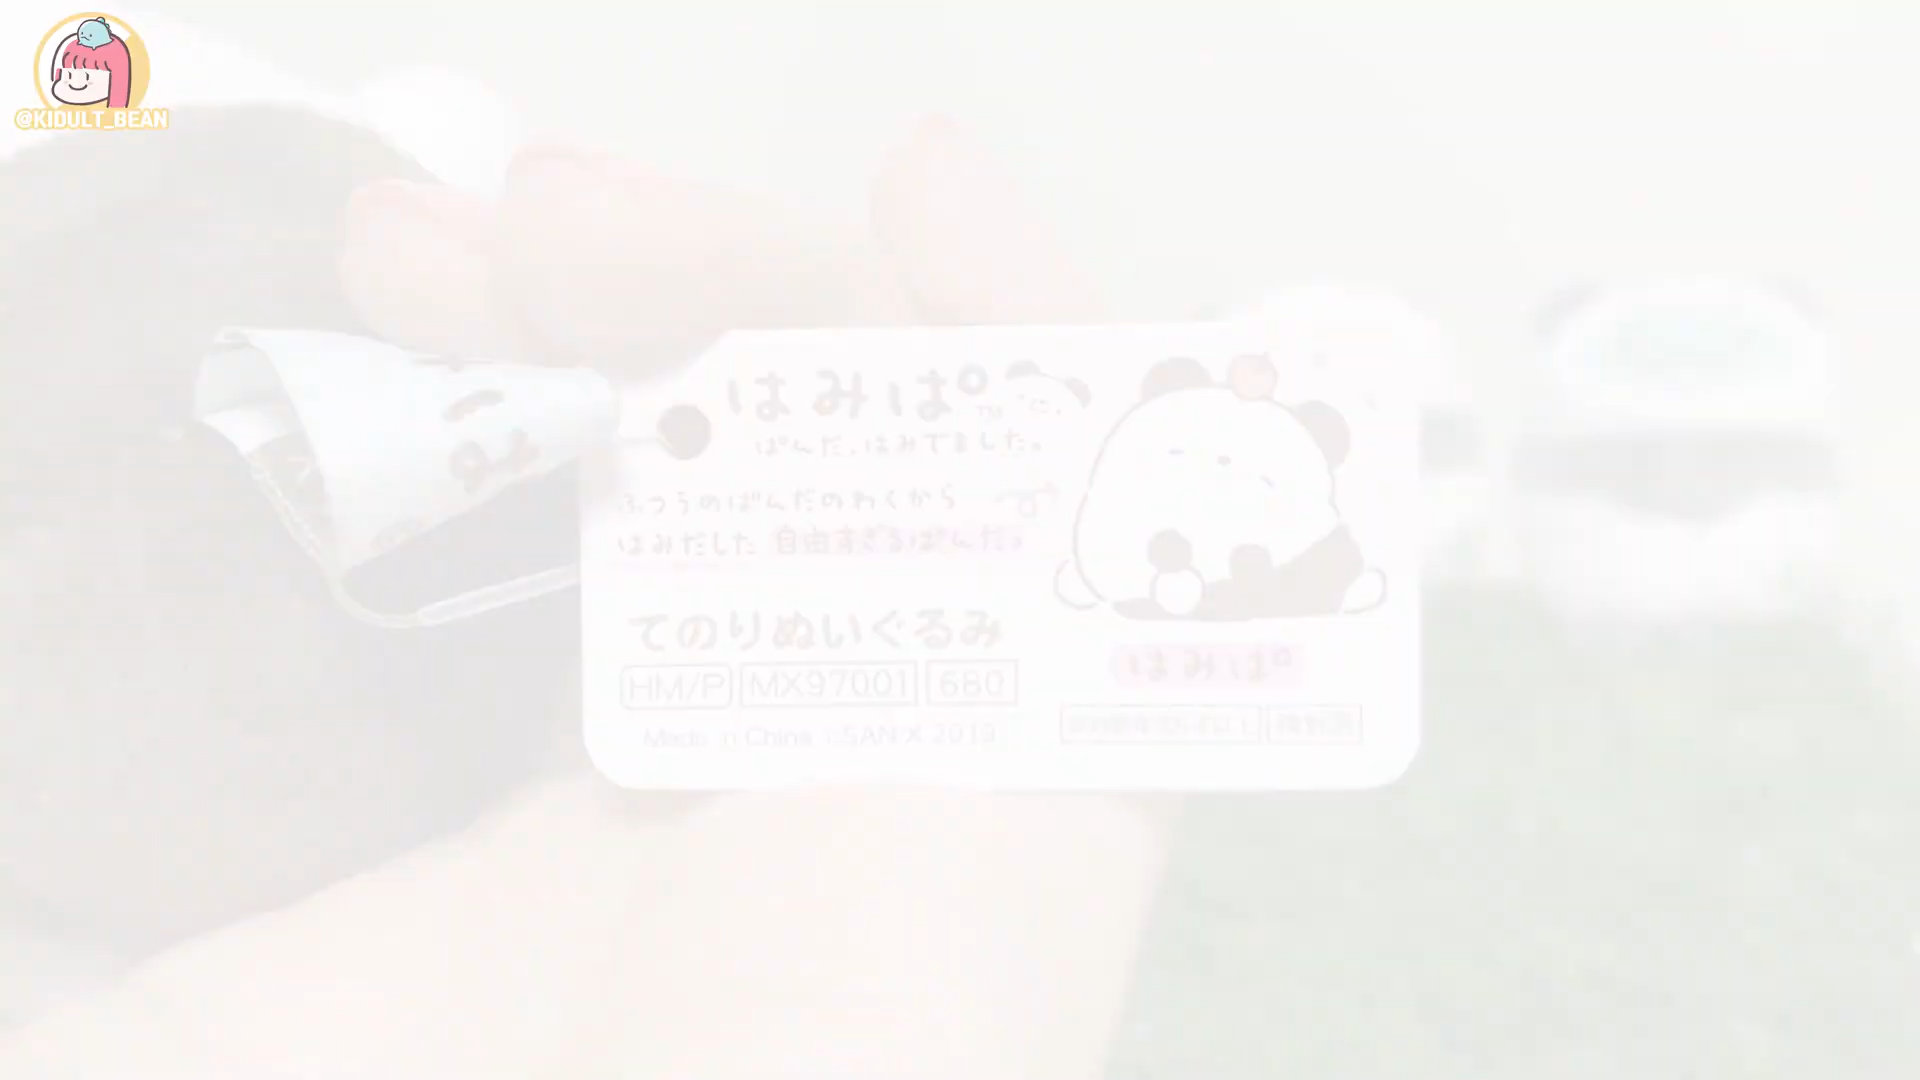 @KIDULT_BEAN
はみぱ TM
ぱんだ、はみでました。
ふつうのぱんだのわくから
はみだした 自由すぎるぱんだ。
てのりぬいぐるみ
HM/P MX97001 680
Made in China SAN-X 2013
はみぱ